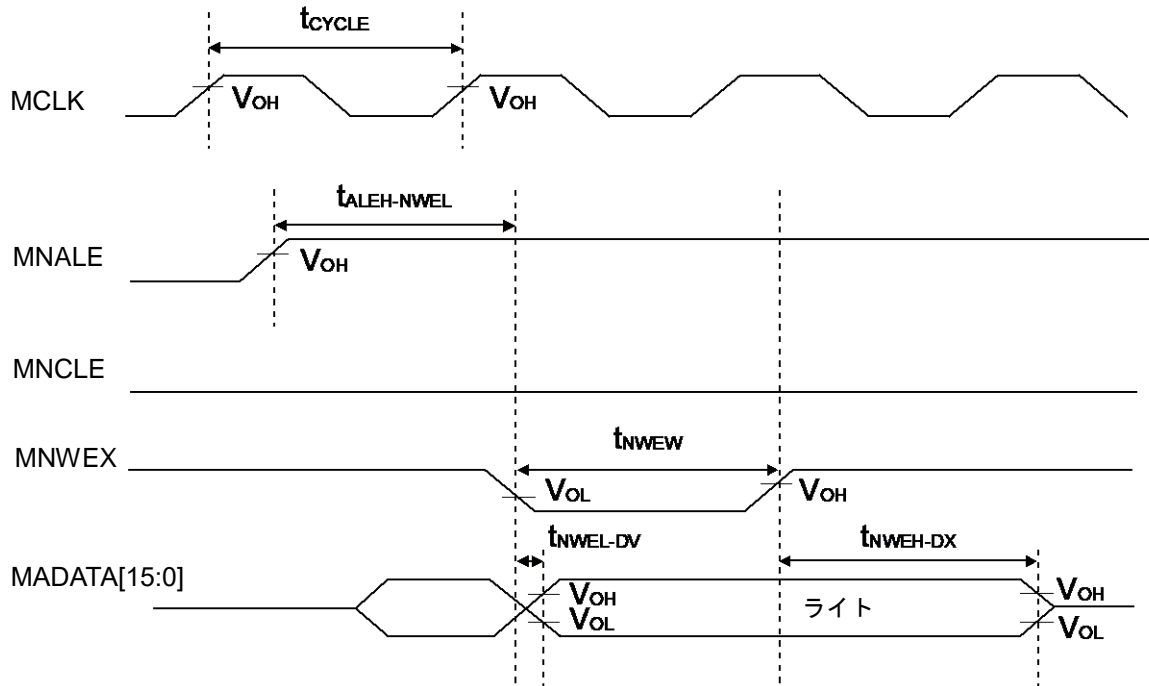 tCYCLE
MCLK
VOH
VOH
tALEH-NWEL
MNALE
VOH
MNCLE
tNWEW
MNWEX
VOL
VOH
tNWEL-DV
tNWEH-DX
MADATA[15:0]
VOH
ライト
VOH
VOL
VOL